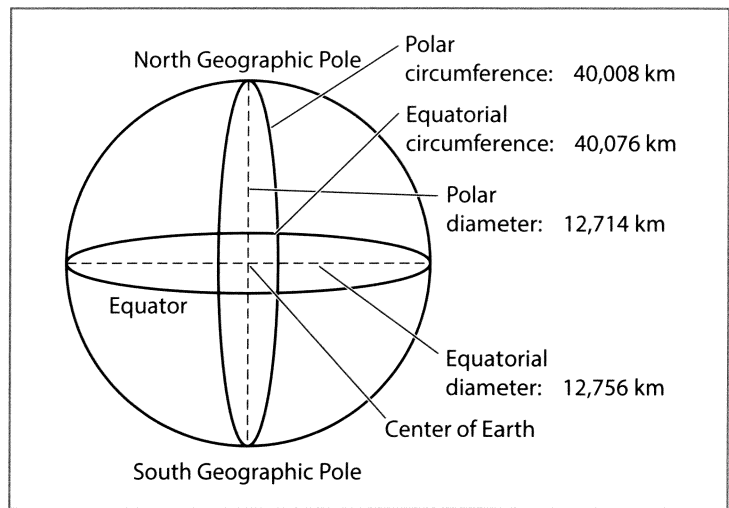 North Geographic Pole
Polar
circumference: 40,008 km
Equatorial
circumference: 40,076 km
Polar
diameter: 12,714 km
Equator
Equatorial
diameter: 12,756 km
Center of Earth
South Geographic Pole